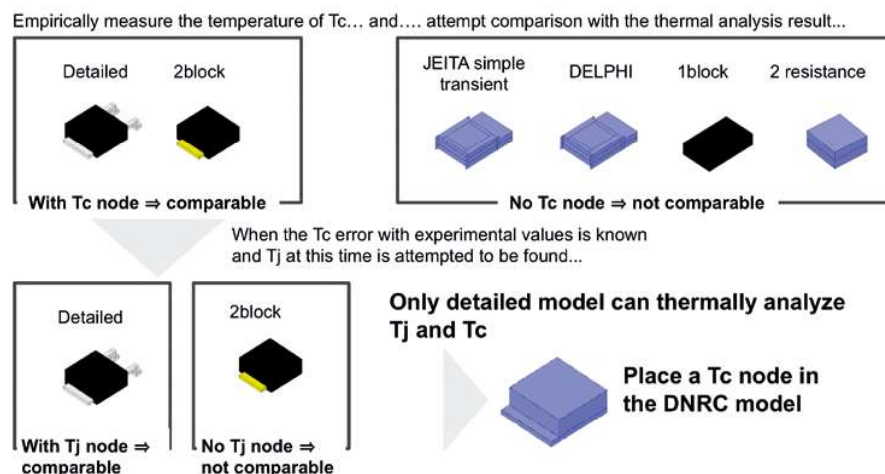 Empirically measure the temperature of Tc... and.... attempt comparison with the thermal analysis result...
Detailed
2block
With Tc node ⇒ comparable
JEITA simple
transient
DELPHI
1block
2 resistance
No Tc node ⇒ not comparable
When the Tc error with experimental values is known
and Tj at this time is attempted to be found...
Detailed
With Tj node ⇒
comparable
2block
No Tj node ⇒
not comparable
Only detailed model can thermally analyze
Tj and Tc
Place a Tc node in
the DNRC model